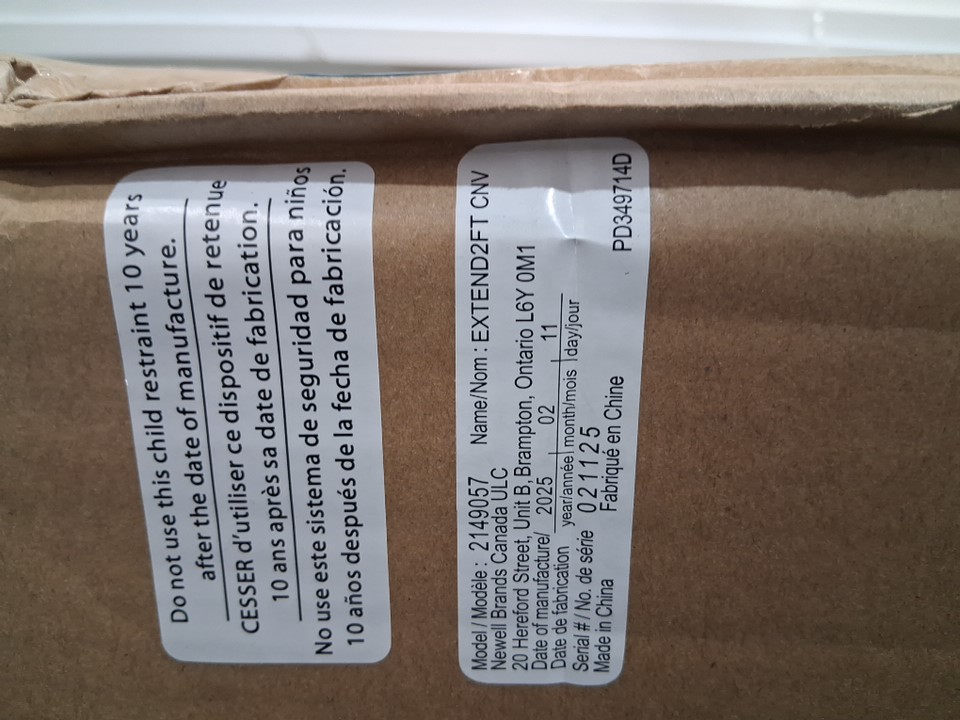 Do not use this child restraint 10 years
after the date of manufacture.
CESSER d'utiliser ce dispositif de retenue
10 ans après sa date de fabrication.
No use este sistema de seguridad para niños
10 años después de la fecha de fabricación.
Model / Modèle : 2149057 Name/Nom : EXTEND2FT CNV
Newell Brands Canada ULC
20 Hereford Street, Unit B, Brampton, Ontario L6Y 0M1
Date of manufacture/ 2025 02 11
Date de fabrication year/année month/mois day/jour
Serial # / No. de série 021125
Made in China Fabriqué en Chine PD349714D